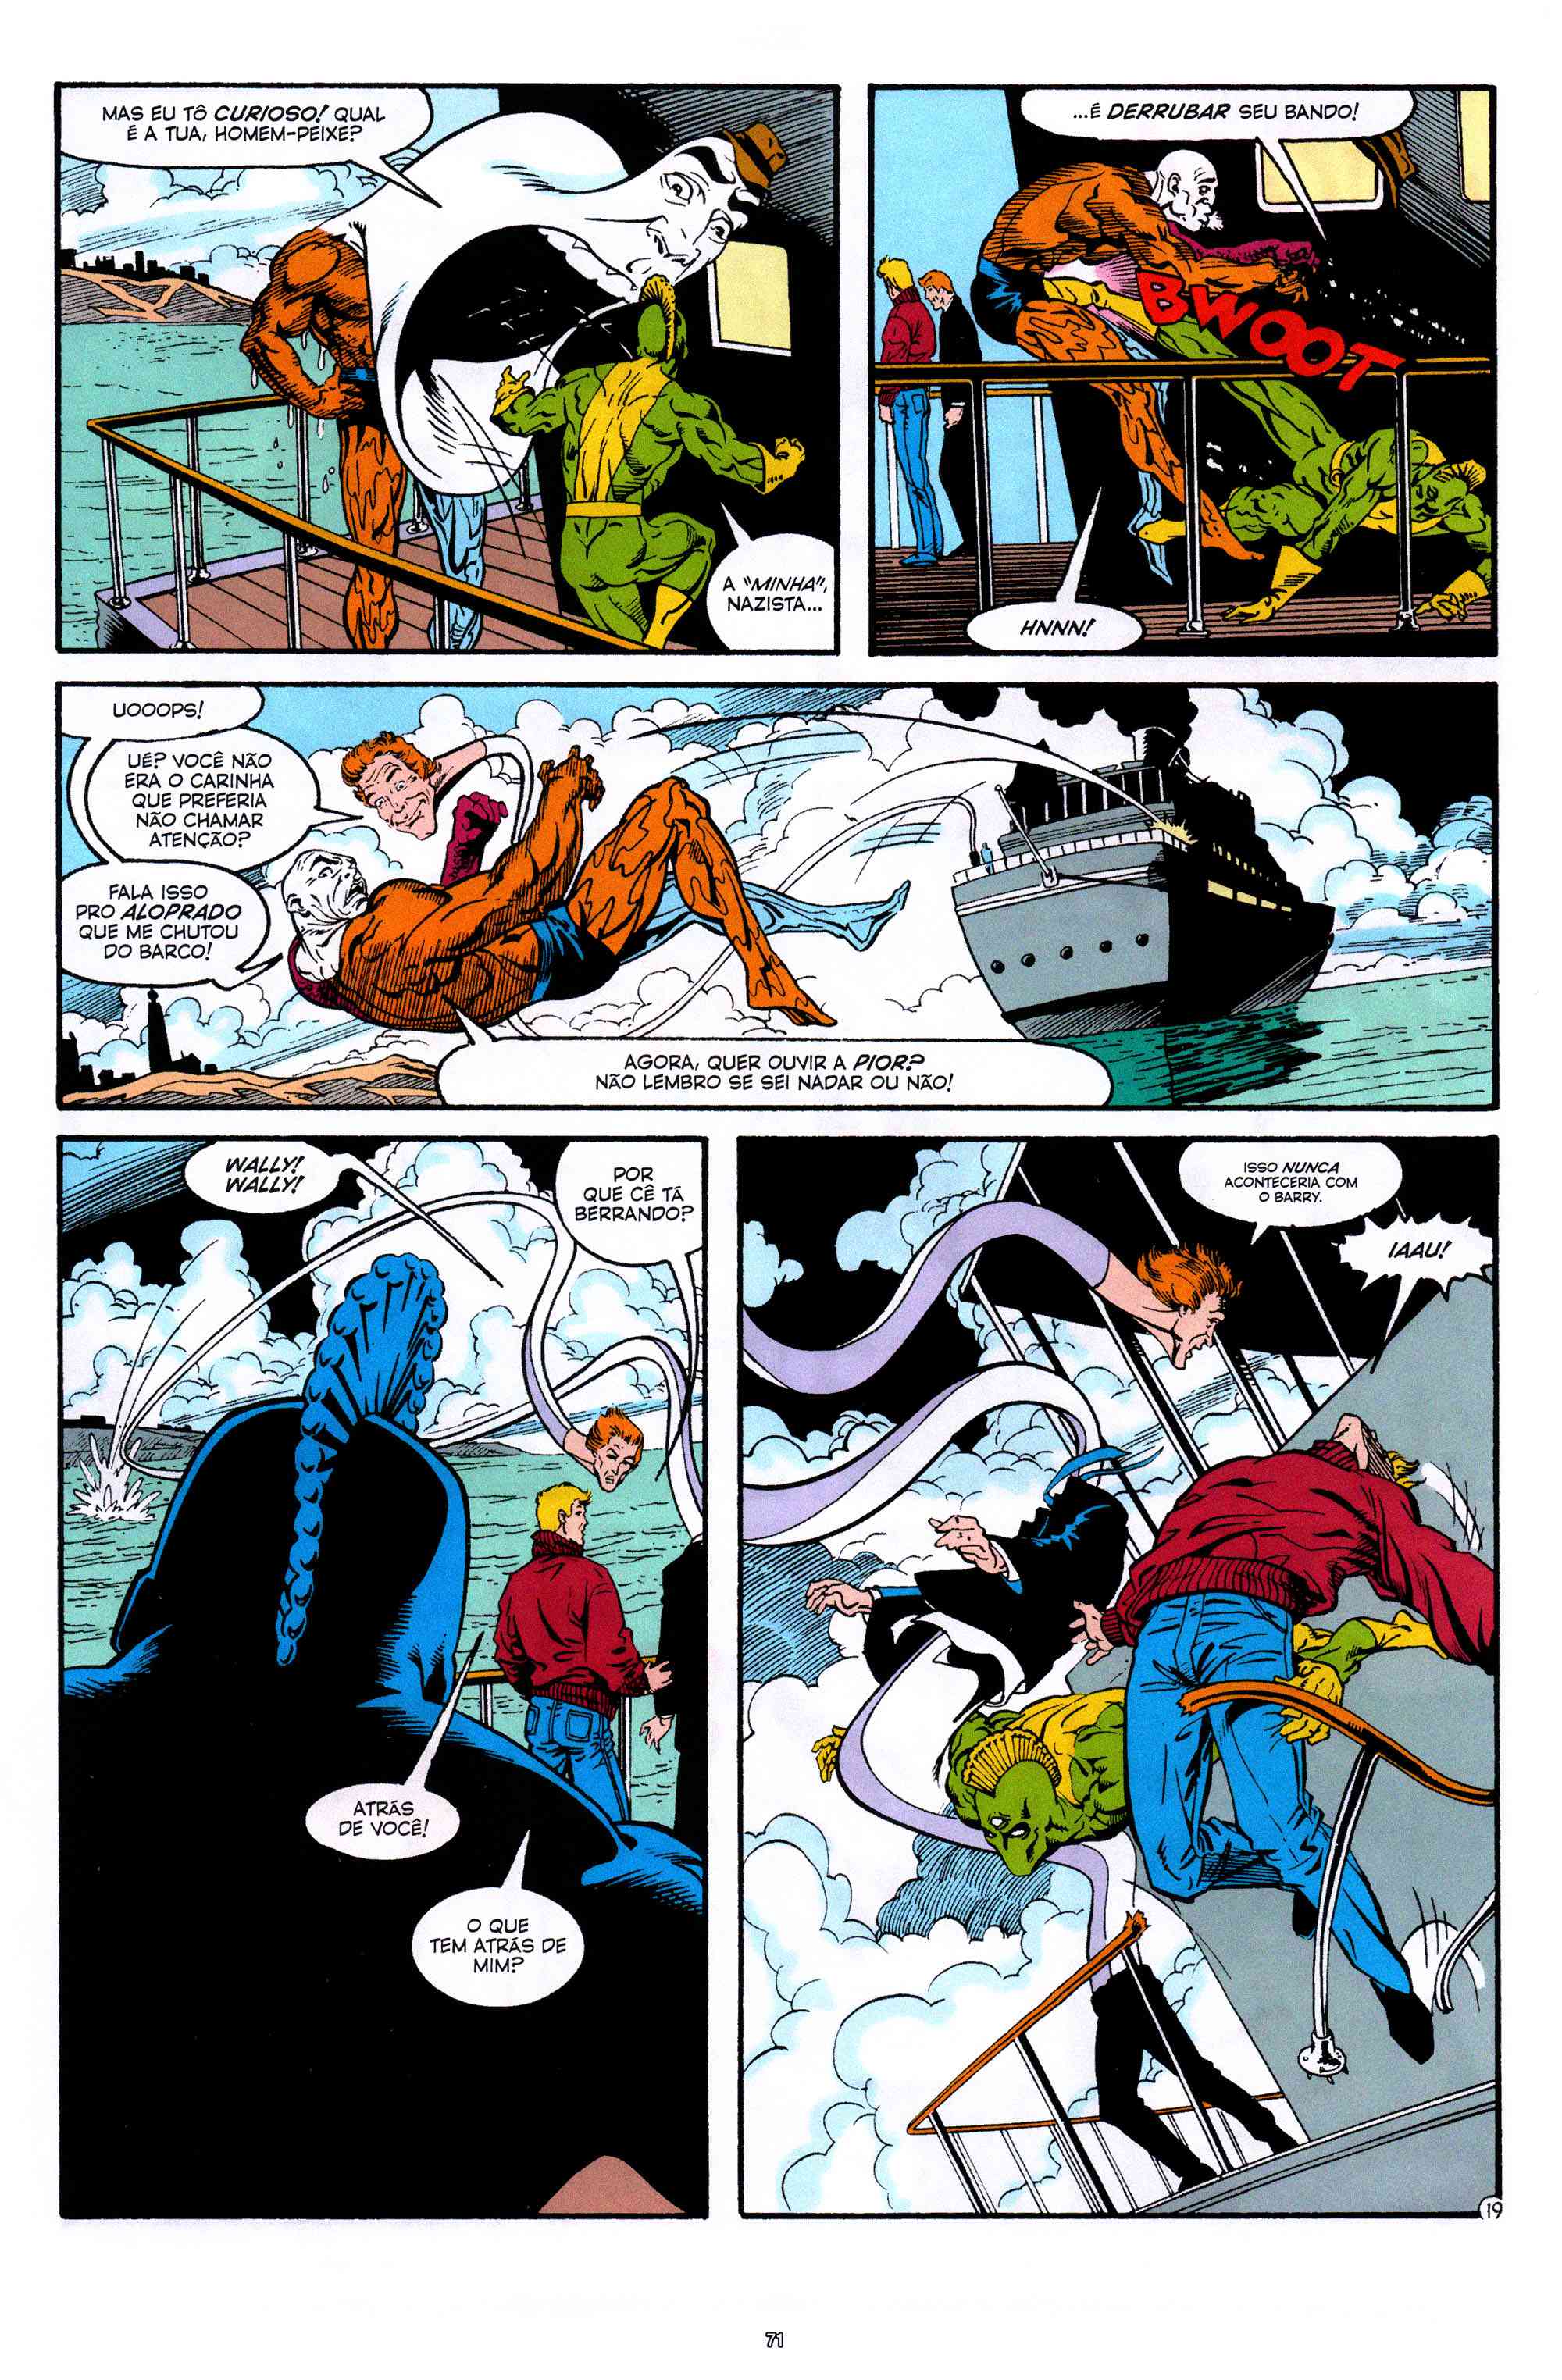 MAS EU TÔ CURIOSO! QUAL
É A TUA, HOMEM-PEIXE?
A "MINHA",
NAZISTA...
...É DERRUBAR SEU BANDO!
BWOOT
HNNN!
UOOOPS!
UÉ? VOCÊ NÃO
ERA O CARINHA
QUE PREFERIA
NÃO CHAMAR
ATENÇÃO?
FALA ISSO
PRO ALOPRADO
QUE ME CHUTOU
DO BARCO!
AGORA, QUER OUVIR A PIOR?
NÃO LEMBRO SE SEI NADAR OU NÃO!
WALLY!
WALLY!
POR
QUE CÊ TÁ
BERRANDO?
ATRÁS
DE VOCÊ!
O QUE
TEM ATRÁS DE
MIM?
ISSO NUNCA
ACONTECERIA COM
O BARRY.
IAAU!
19
71